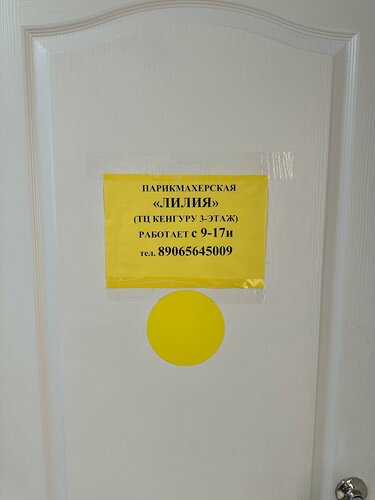 ПАРИКМАХЕРСКАЯ
«ЛИЛИЯ»
(ТЦ КЕНГУРУ 3-ЭТАЖ)
РАБОТАЕТ с 9-17и
тел. 89065645009